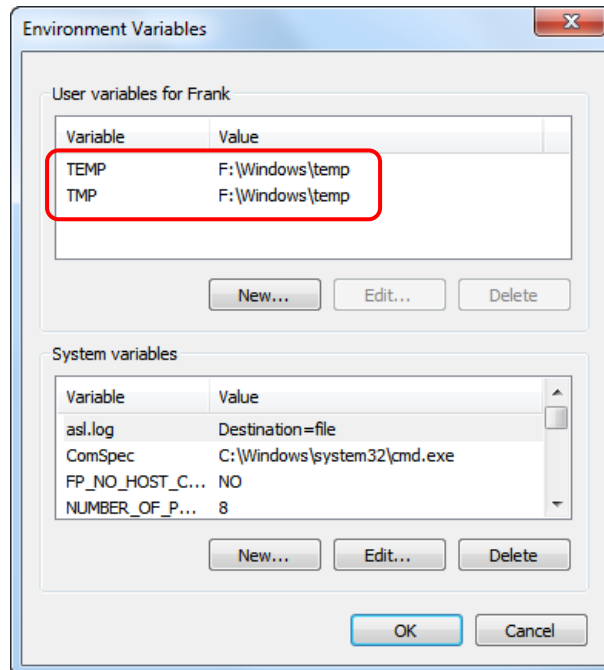 Environment Variables
User variables for Frank
Variable Value
TEMP F:\Windows\temp
TMP F:\Windows\temp
New... Edit... Delete
System variables
Variable Value
asl.log Destination=file
ComSpec C:\Windows\system32\cmd.exe
FP_NO_HOST_C... NO
NUMBER_OF_P... 8
New... Edit... Delete
OK Cancel